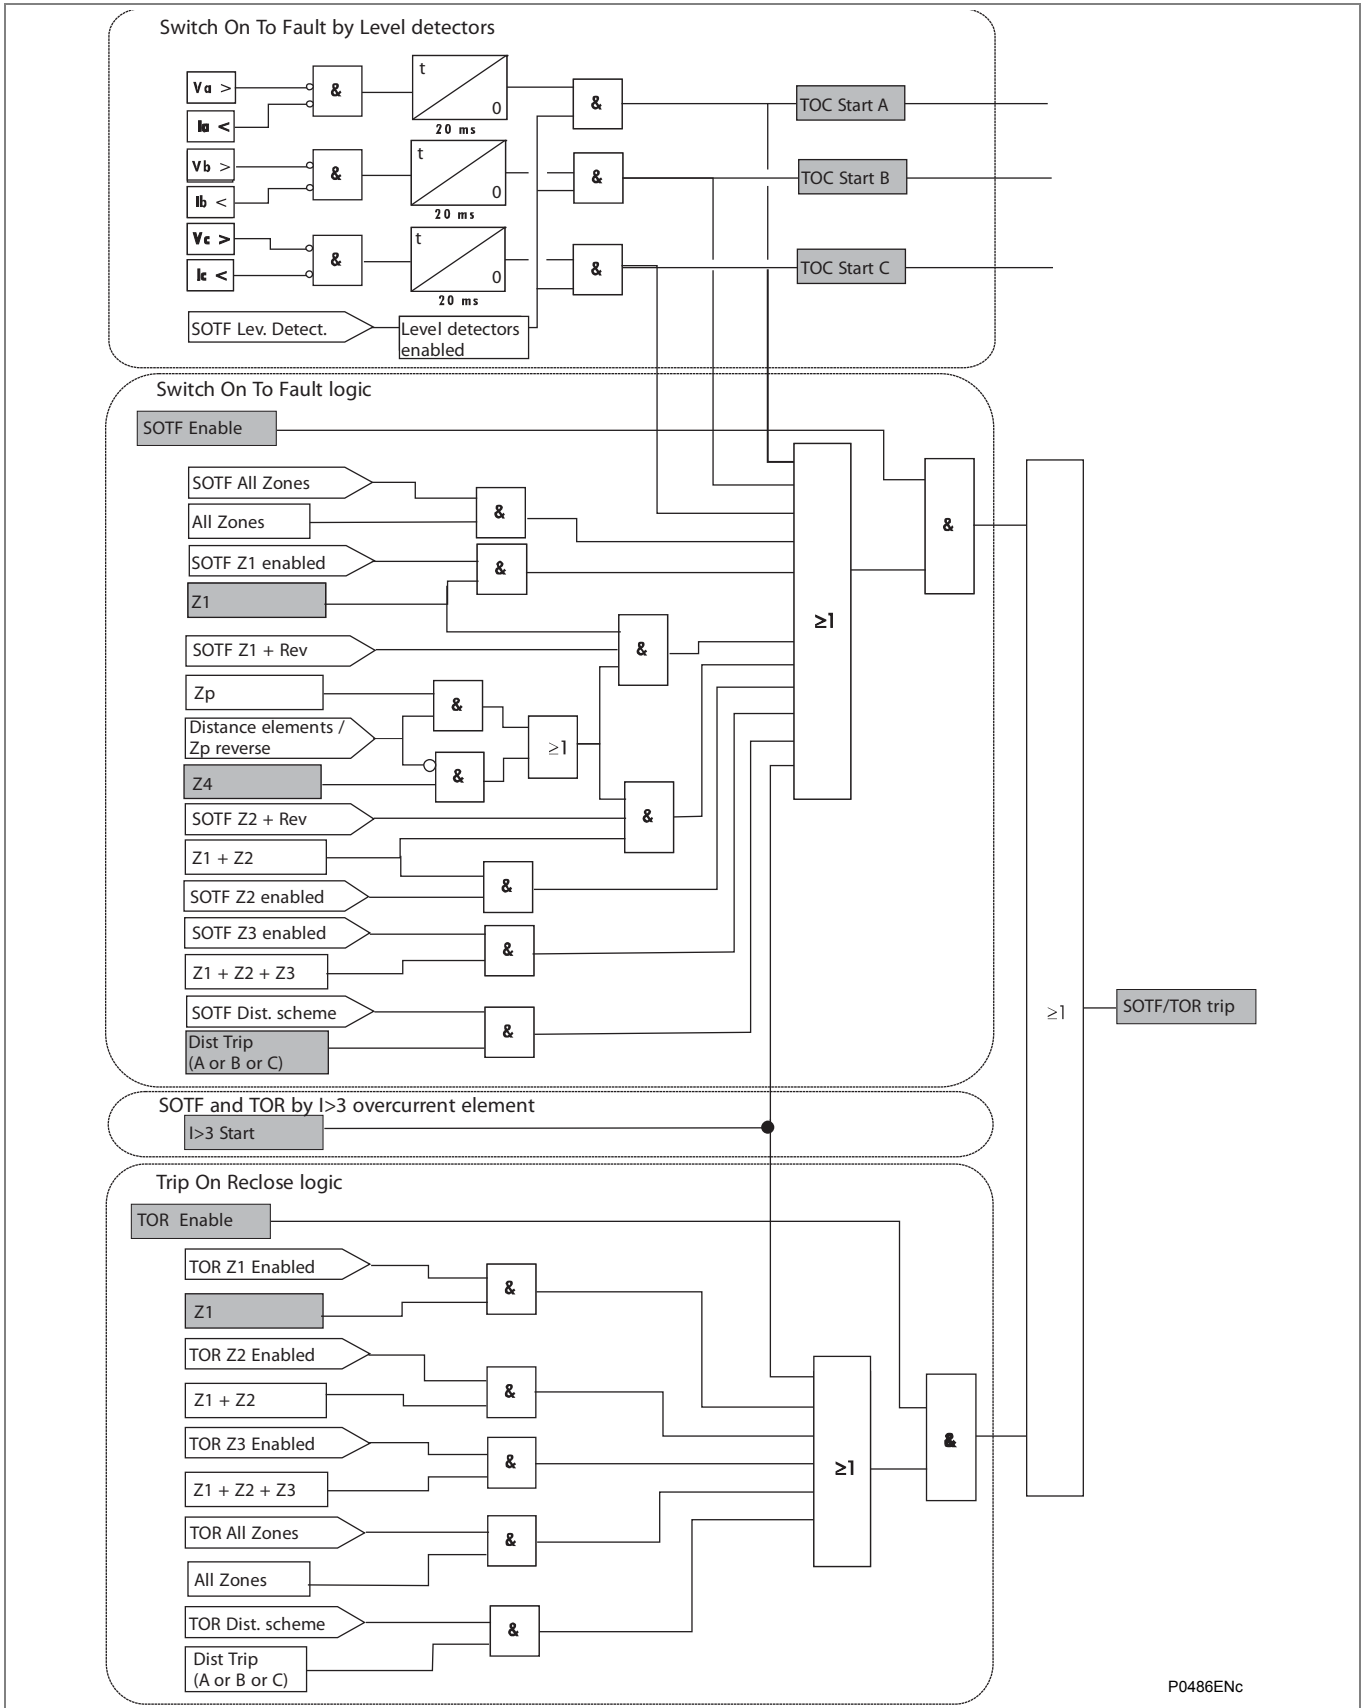 Switch On To Fault by Level detectors
Va >
&
t
0
20 ms
&
TOC Start A
Ia <
Vb >
&
t
0
20 ms
&
TOC Start B
Ib <
Vc >
&
t
0
20 ms
&
TOC Start C
Ic <
SOTF Lev. Detect.
Level detectors
enabled
Switch On To Fault logic
SOTF Enable
SOTF All Zones
&
All Zones
SOTF Z1 enabled
&
Z1
SOTF Z1 + Rev
&
Zp
&
Distance elements /
Zp reverse
≥1
Z4
&
SOTF Z2 + Rev
&
Z1 + Z2
SOTF Z2 enabled
&
SOTF Z3 enabled
&
Z1 + Z2 + Z3
SOTF Dist. scheme
&
Dist Trip
(A or B or C)
≥1
&
≥1
SOTF/TOR trip
SOTF and TOR by I>3 overcurrent element
I>3 Start
Trip On Reclose logic
TOR Enable
TOR Z1 Enabled
&
Z1
TOR Z2 Enabled
&
Z1 + Z2
TOR Z3 Enabled
&
Z1 + Z2 + Z3
TOR All Zones
&
All Zones
TOR Dist. scheme
&
Dist Trip
(A or B or C)
≥1
&
P0486ENc